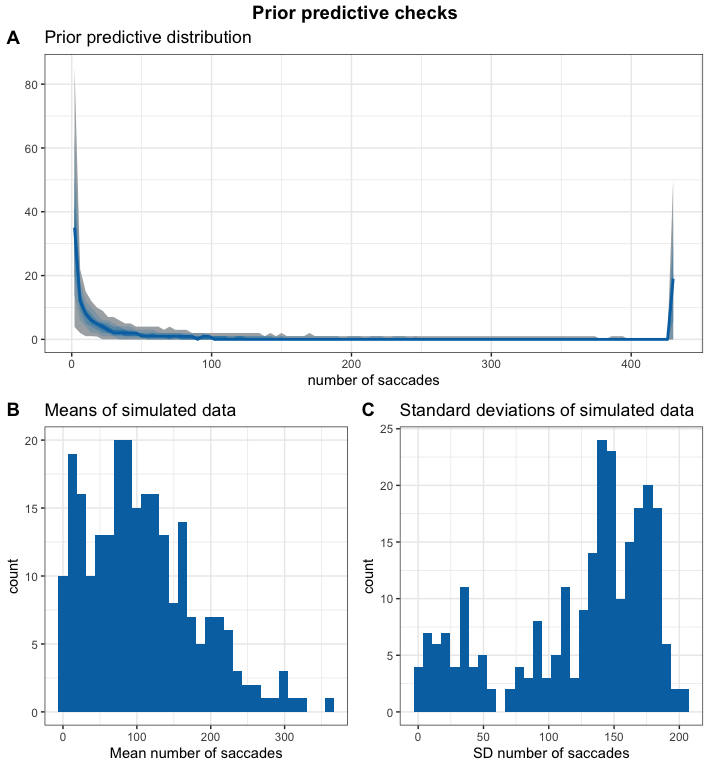 Prior predictive checks
A Prior predictive distribution
80
60
40
20
0
0 100 200 300 400
number of saccades
B Means of simulated data
20
15
10
5
0
count
0 100 200 300
Mean number of saccades
C Standard deviations of simulated data
25
20
15
10
5
0
count
0 50 100 150 200
SD number of saccades